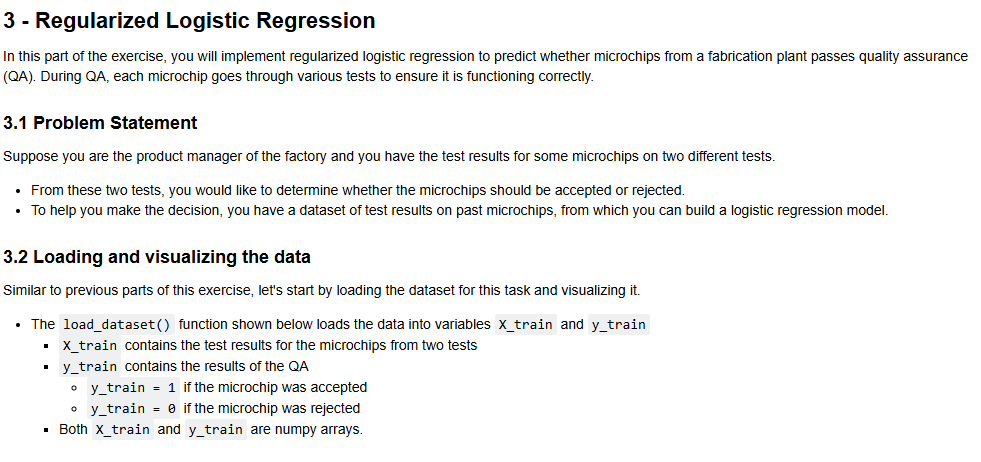 3 - Regularized Logistic Regression
In this part of the exercise, you will implement regularized logistic regression to predict whether microchips from a fabrication plant passes quality assurance
(QA). During QA, each microchip goes through various tests to ensure it is functioning correctly.
3.1 Problem Statement
Suppose you are the product manager of the factory and you have the test results for some microchips on two different tests.
• From these two tests, you would like to determine whether the microchips should be accepted or rejected.
• To help you make the decision, you have a dataset of test results on past microchips, from which you can build a logistic regression model.
3.2 Loading and visualizing the data
Similar to previous parts of this exercise, let's start by loading the dataset for this task and visualizing it.
• The load_dataset() function shown below loads the data into variables X_train and y_train
▪ X_train contains the test results for the microchips from two tests
▪ y_train contains the results of the QA
◦ y_train = 1 if the microchip was accepted
◦ y_train = 0 if the microchip was rejected
▪ Both X_train and y_train are numpy arrays.